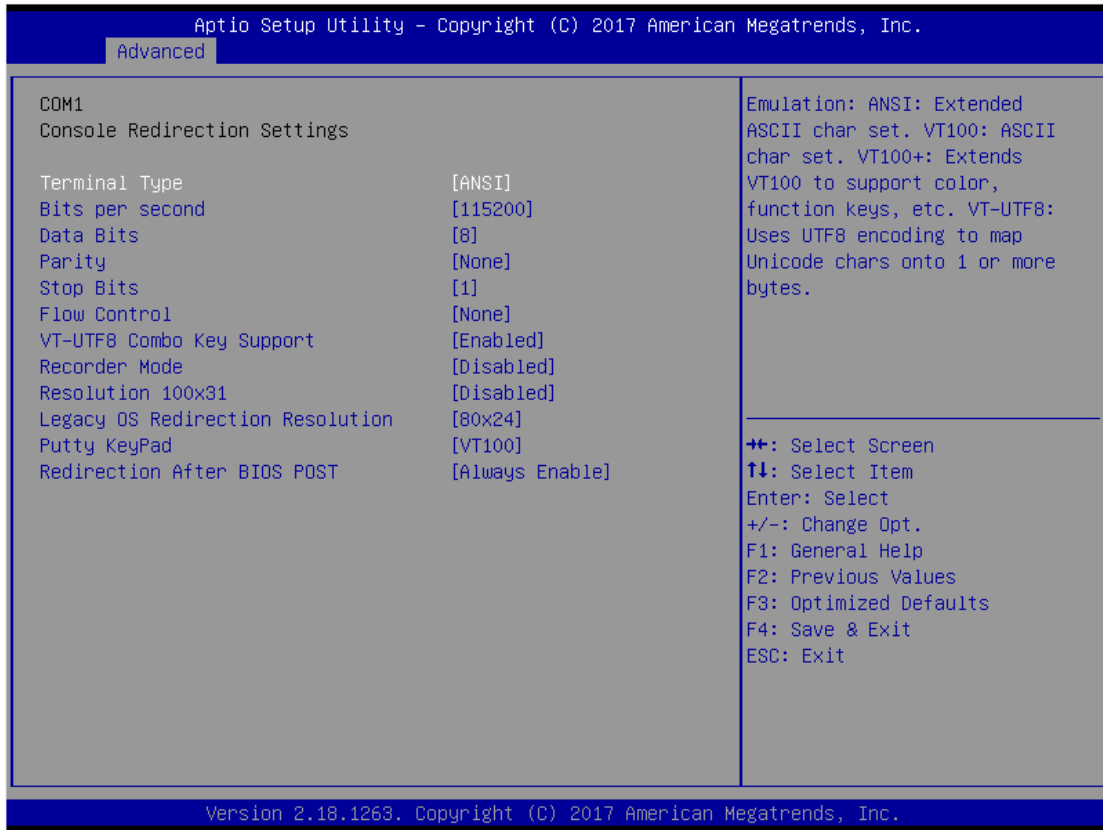 Aptio Setup Utility – Copyright (C) 2017 American Megatrends, Inc.
Advanced
COM1
Console Redirection Settings
Terminal Type [ANSI]
Bits per second [115200]
Data Bits [8]
Parity [None]
Stop Bits [1]
Flow Control [None]
VT-UTF8 Combo Key Support [Enabled]
Recorder Mode [Disabled]
Resolution 100x31 [Disabled]
Legacy OS Redirection Resolution [80x24]
Putty KeyPad [VT100]
Redirection After BIOS POST [Always Enable]
Emulation: ANSI: Extended
ASCII char set. VT100: ASCII
char set. VT100+: Extends
VT100 to support color,
function keys, etc. VT-UTF8:
Uses UTF8 encoding to map
Unicode chars onto 1 or more
bytes.
→←: Select Screen
↑↓: Select Item
Enter: Select
+/-: Change Opt.
F1: General Help
F2: Previous Values
F3: Optimized Defaults
F4: Save & Exit
ESC: Exit
Version 2.18.1263. Copyright (C) 2017 American Megatrends, Inc.